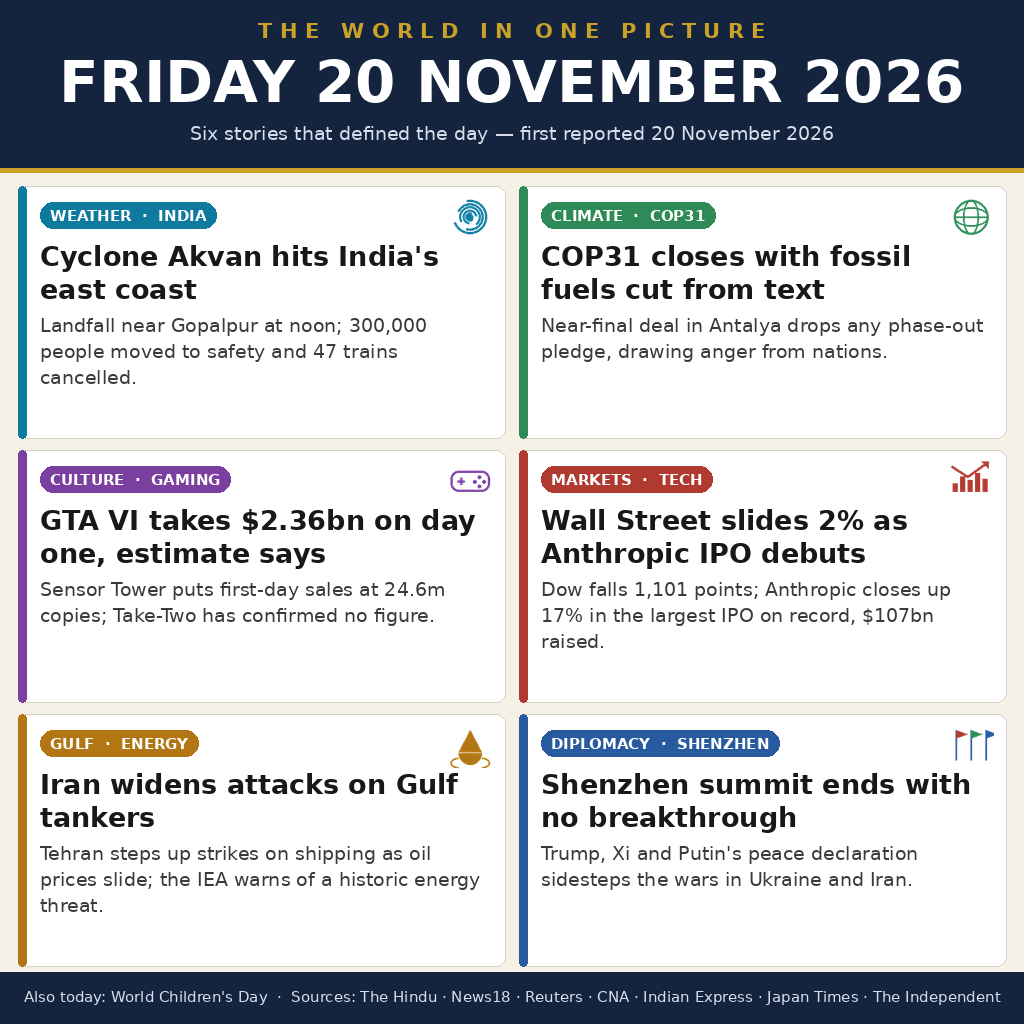 THE WORLD IN ONE PICTURE
FRIDAY 20 NOVEMBER 2026
Six stories that defined the day — first reported 20 November 2026
WEATHER · INDIA
Cyclone Akvan hits India's
east coast
Landfall near Gopalpur at noon; 300,000
people moved to safety and 47 trains
cancelled.
CLIMATE · COP31
COP31 closes with fossil
fuels cut from text
Near-final deal in Antalya drops any phase-out
pledge, drawing anger from nations.
CULTURE · GAMING
GTA VI takes $2.36bn on day
one, estimate says
Sensor Tower puts first-day sales at 24.6m
copies; Take-Two has confirmed no figure.
MARKETS · TECH
Wall Street slides 2% as
Anthropic IPO debuts
Dow falls 1,101 points; Anthropic closes up
17% in the largest IPO on record, $107bn
raised.
GULF · ENERGY
Iran widens attacks on Gulf
tankers
Tehran steps up strikes on shipping as oil
prices slide; the IEA warns of a historic energy
threat.
DIPLOMACY · SHENZHEN
Shenzhen summit ends with
no breakthrough
Trump, Xi and Putin's peace declaration
sidesteps the wars in Ukraine and Iran.
Also today: World Children's Day · Sources: The Hindu · News18 · Reuters · CNA · Indian Express · Japan Times · The Independent